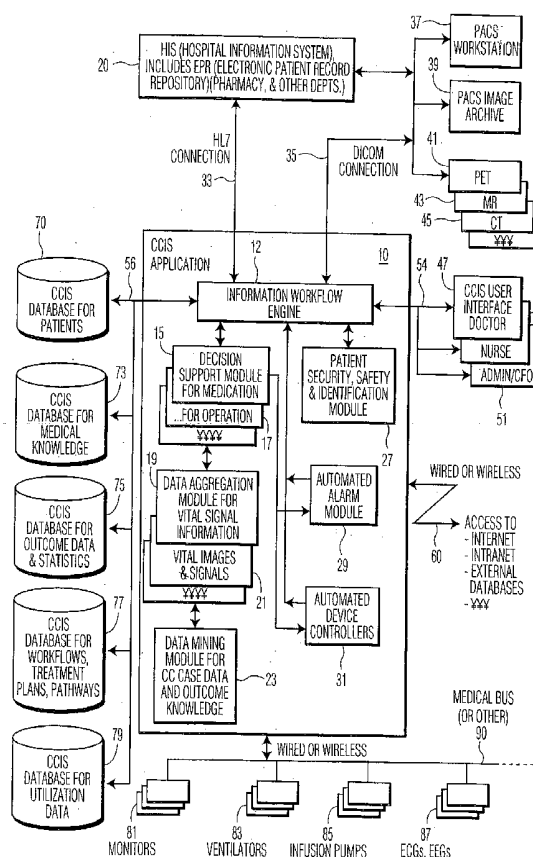 HIS (HOSPITAL INFORMATION SYSTEM),
INCLUDES EPR (ELECTRONIC PATIENT RECORD
REPOSITORY)(PHARMACY, & OTHER DEPTS.)
20
37
PACS
WORKSTATION
39
PACS IMAGE
ARCHIVE
HL7
CONNECTION
33
35
DICOM
CONNECTION
41
PET
43
MR
45
CT
¥¥¥
70
CCIS
DATABASE FOR
PATIENTS
56
CCIS
APPLICATION
12
10
INFORMATION WORKFLOW
ENGINE
54
47
CCIS USER
INTERFACE
DOCTOR
NURSE
ADMIN/CFO
51
15
DECISION
SUPPORT MODULE
FOR MEDICATION
...FOR OPERATION
¥¥¥¥
17
PATIENT
SECURITY, SAFETY
& IDENTIFICATION
MODULE
27
73
CCIS
DATABASE FOR
MEDICAL
KNOWLEDGE
19
DATA AGGREGATION
MODULE FOR
VITAL SIGNAL
INFORMATION
VITAL IMAGES
& SIGNALS
¥¥¥¥
21
AUTOMATED
ALARM MODULE
29
WIRED OR WIRELESS
60
ACCESS TO
- INTERNET
- INTRANET
- EXTERNAL
DATABASES
- ¥¥¥
75
CCIS
DATABASE FOR
OUTCOME DATA
& STATISTICS
77
CCIS
DATABASE FOR
WORKFLOWS,
TREATMENT
PLANS, PATHWAYS
DATA MINING
MODULE FOR
CC CASE DATA
AND OUTCOME
KNOWLEDGE
23
AUTOMATED
DEVICE
CONTROLLERS
31
79
CCIS
DATABASE FOR
UTILIZATION
DATA
WIRED OR WIRELESS
MEDICAL BUS
(OR OTHER)
90
81
MONITORS
83
VENTILATORS
85
INFUSION PUMPS
87
ECGs, EEGs